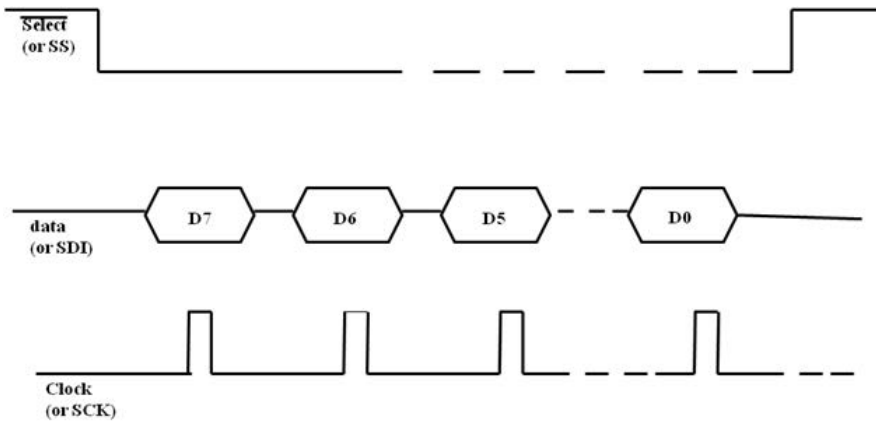 Select
(or SS)
D7 D6 D5 D0
data
(or SDI)
Clock
(or SCK)